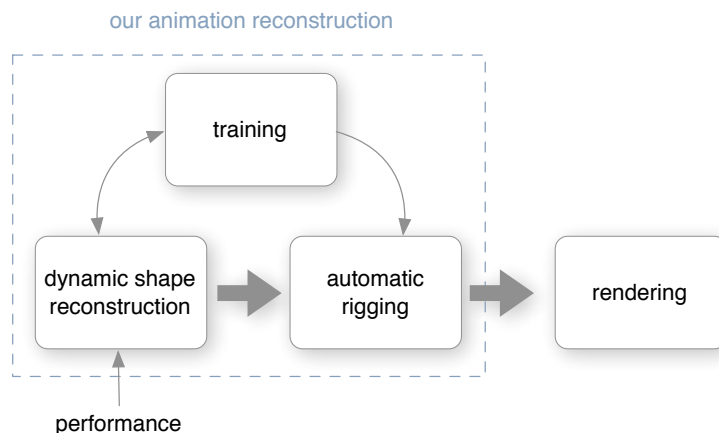 our animation reconstruction
training
dynamic shape
reconstruction
automatic
rigging
rendering
performance